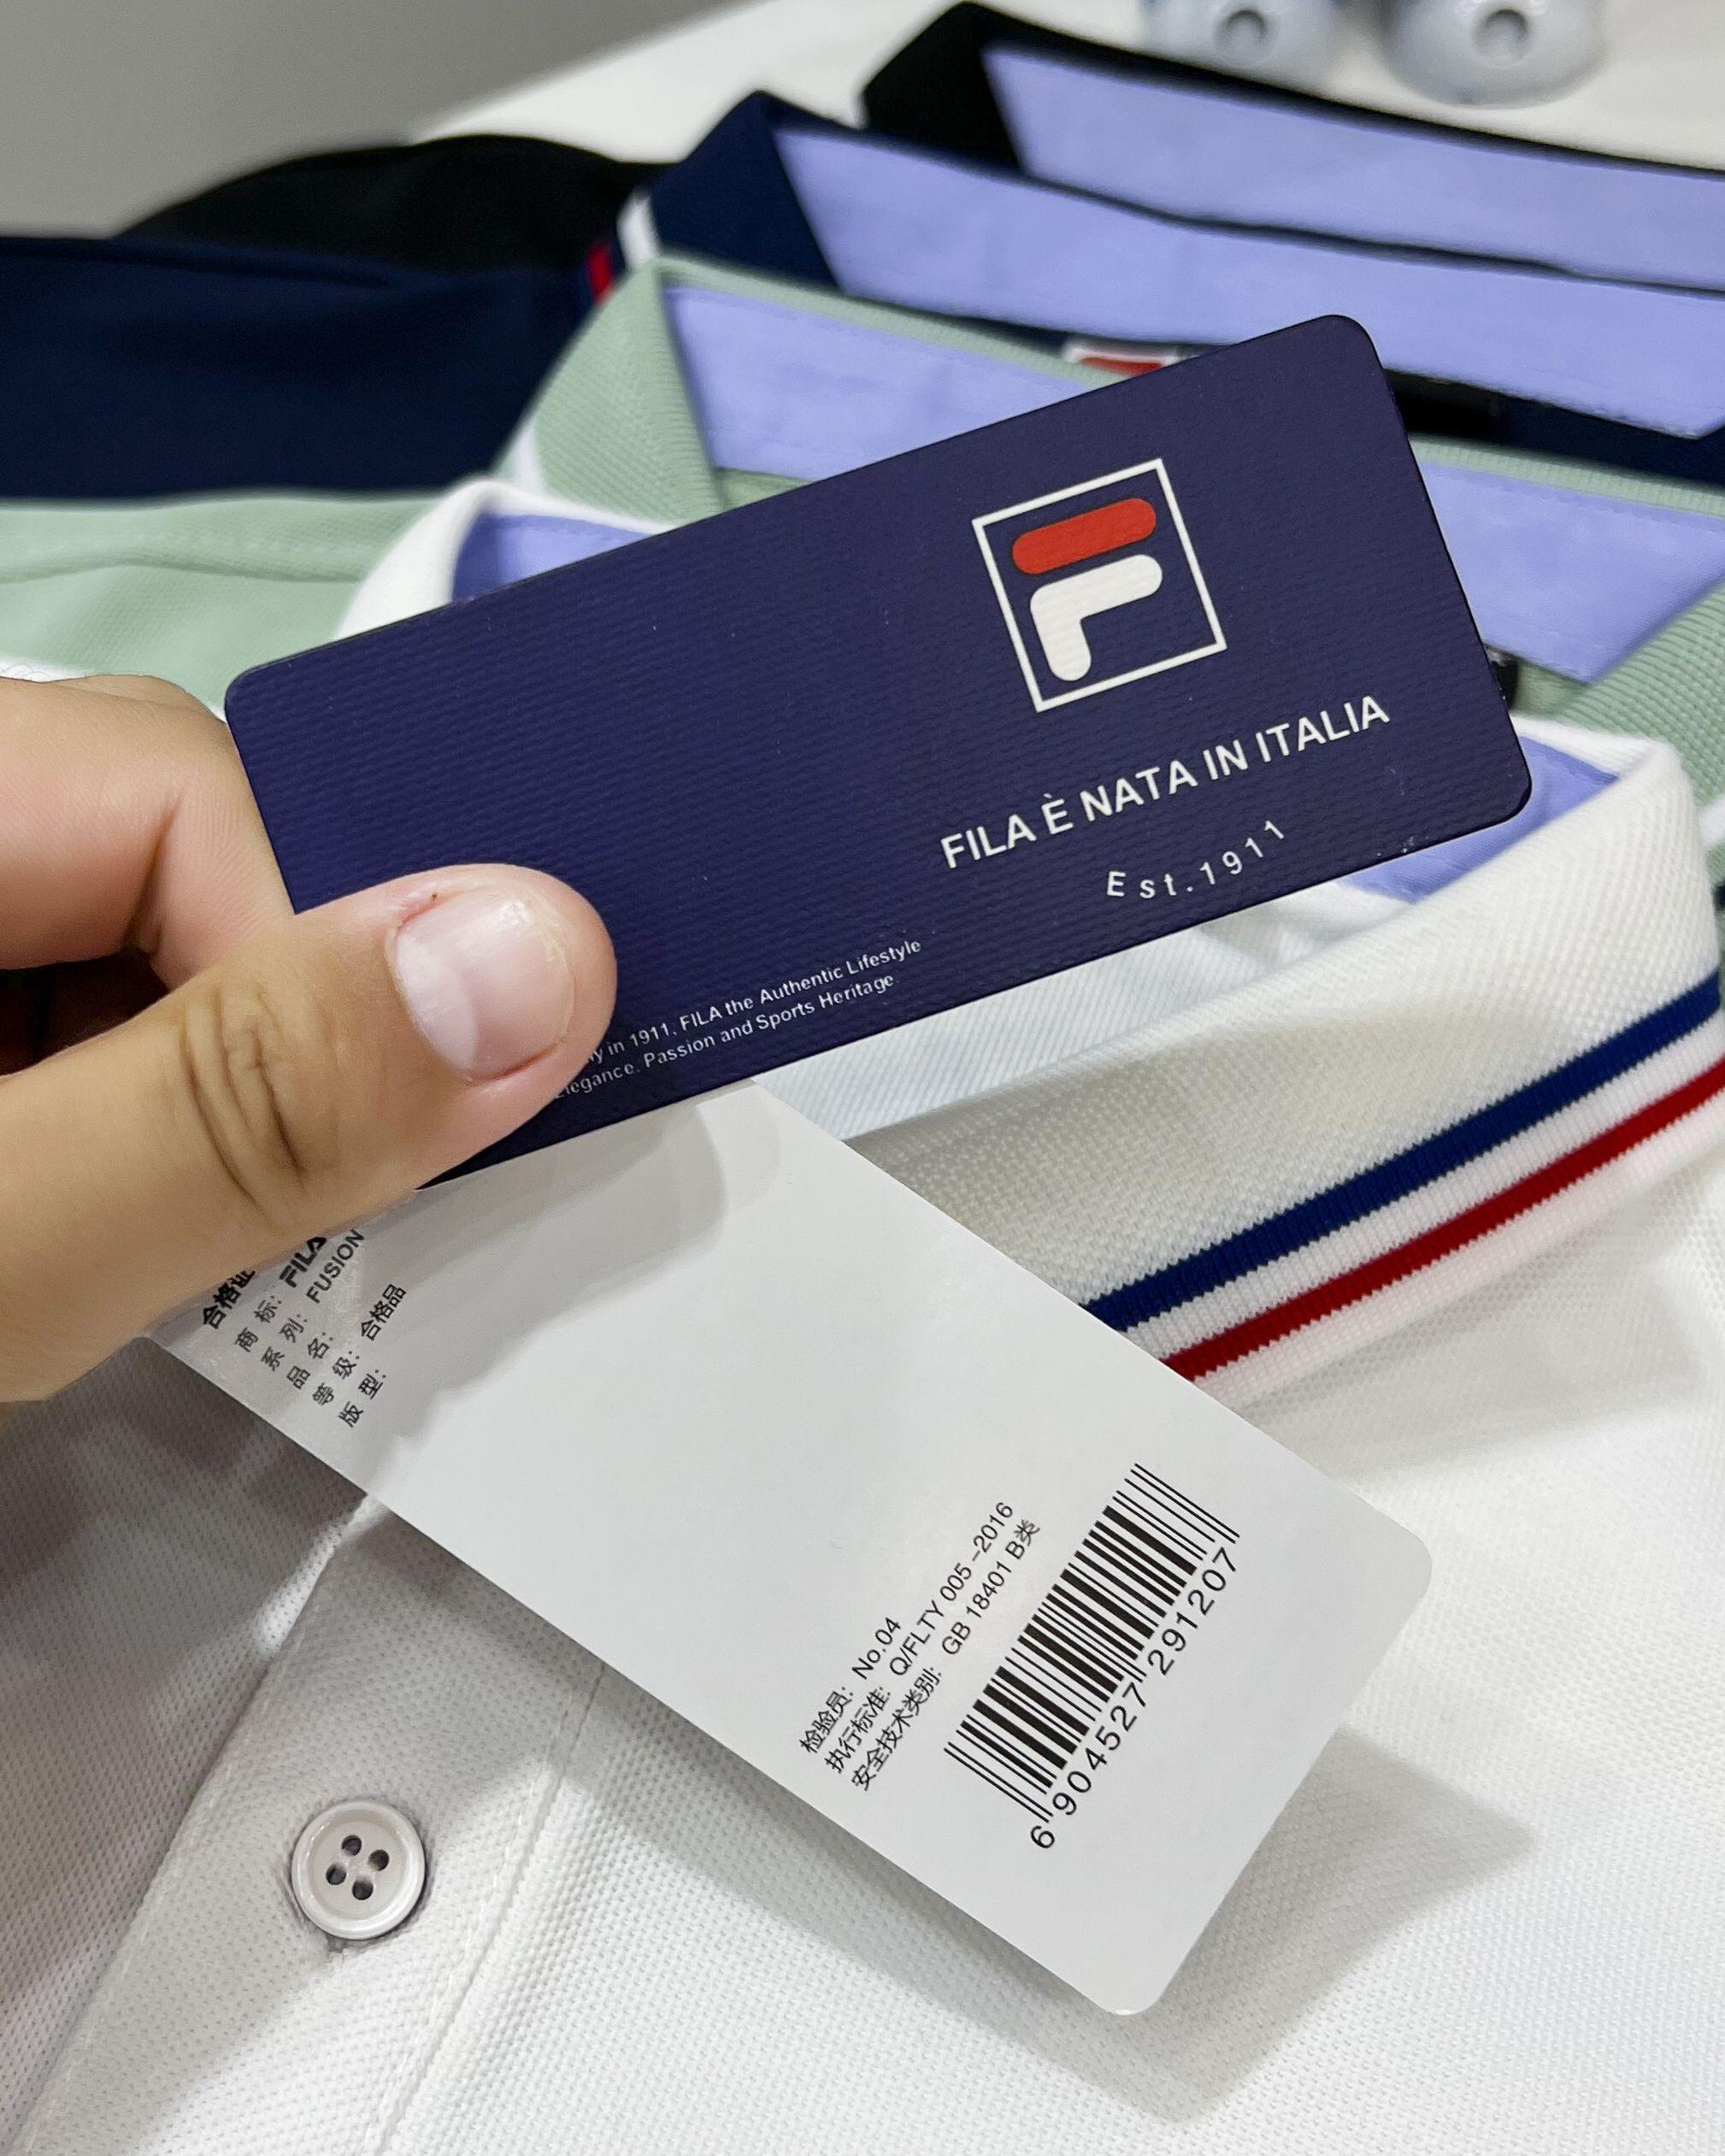 FILA È NATA IN ITALIA
Est.1911
in 1911. FILA the Authentic Lifestyle
Passion and Sports Heritage
合格证
商 标: FILA
系 列: FUSION
品 名:
等 级: 合格品
版 型:
检验员: No.04
执行标准: Q/FLTY 005-2016
安全技术类别: GB 18401 B类
6 904527 291207